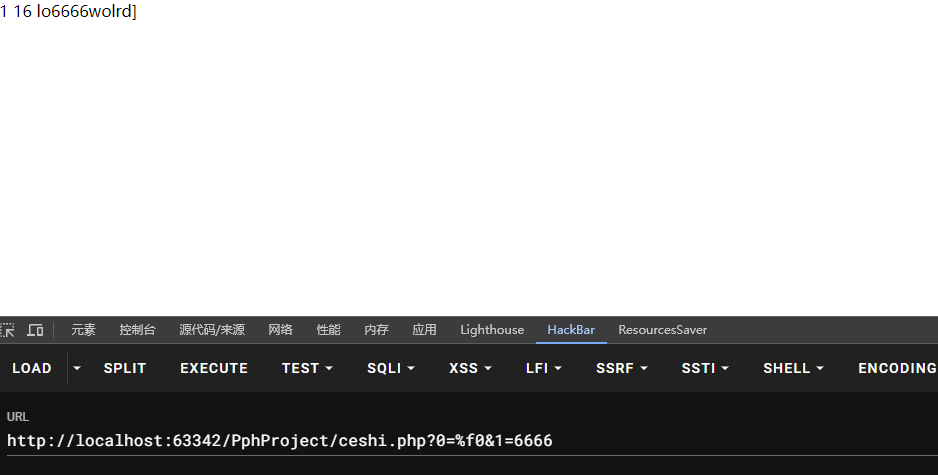 1 16 lo6666wolrd]
元素 控制台 源代码/来源 网络 性能 内存 应用 Lighthouse HackBar ResourcesSaver
LOAD SPLIT EXECUTE TEST SQLI XSS LFI SSRF SSTI SHELL ENCODING
URL
http://localhost:63342/PphProject/ceshi.php?0=%f0&1=6666